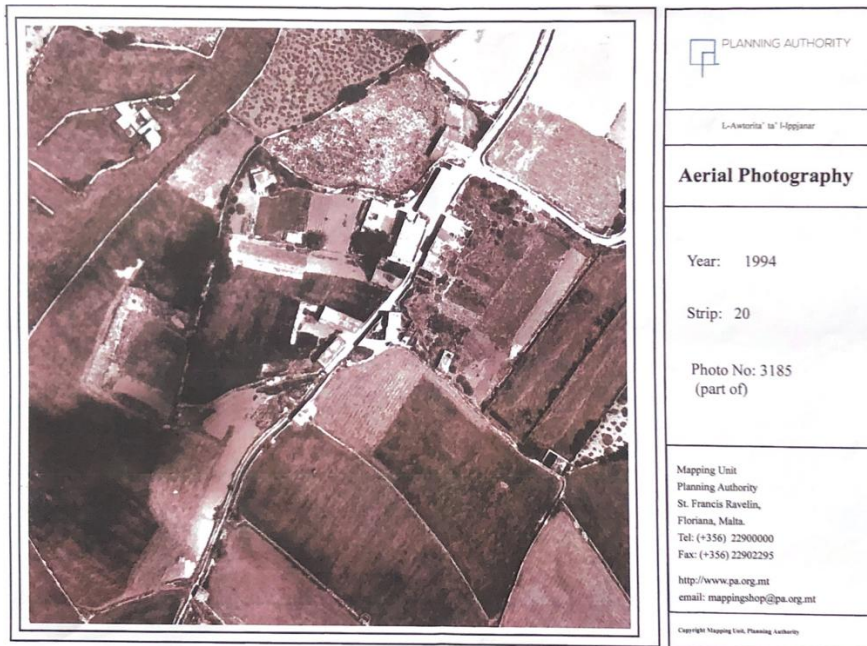 PLANNING AUTHORITY
L-Awtorita' ta' l-Ippjanar
Aerial Photography
Year: 1994
Strip: 20
Photo No: 3185
(part of)
Mapping Unit
Planning Authority
St. Francis Ravelin,
Floriana, Malta.
Tel: (+356) 22900000
Fax: (+356) 22902295
http://www.pa.org.mt
email: mappingshop@pa.org.mt
Copyright Mapping Unit, Planning Authority